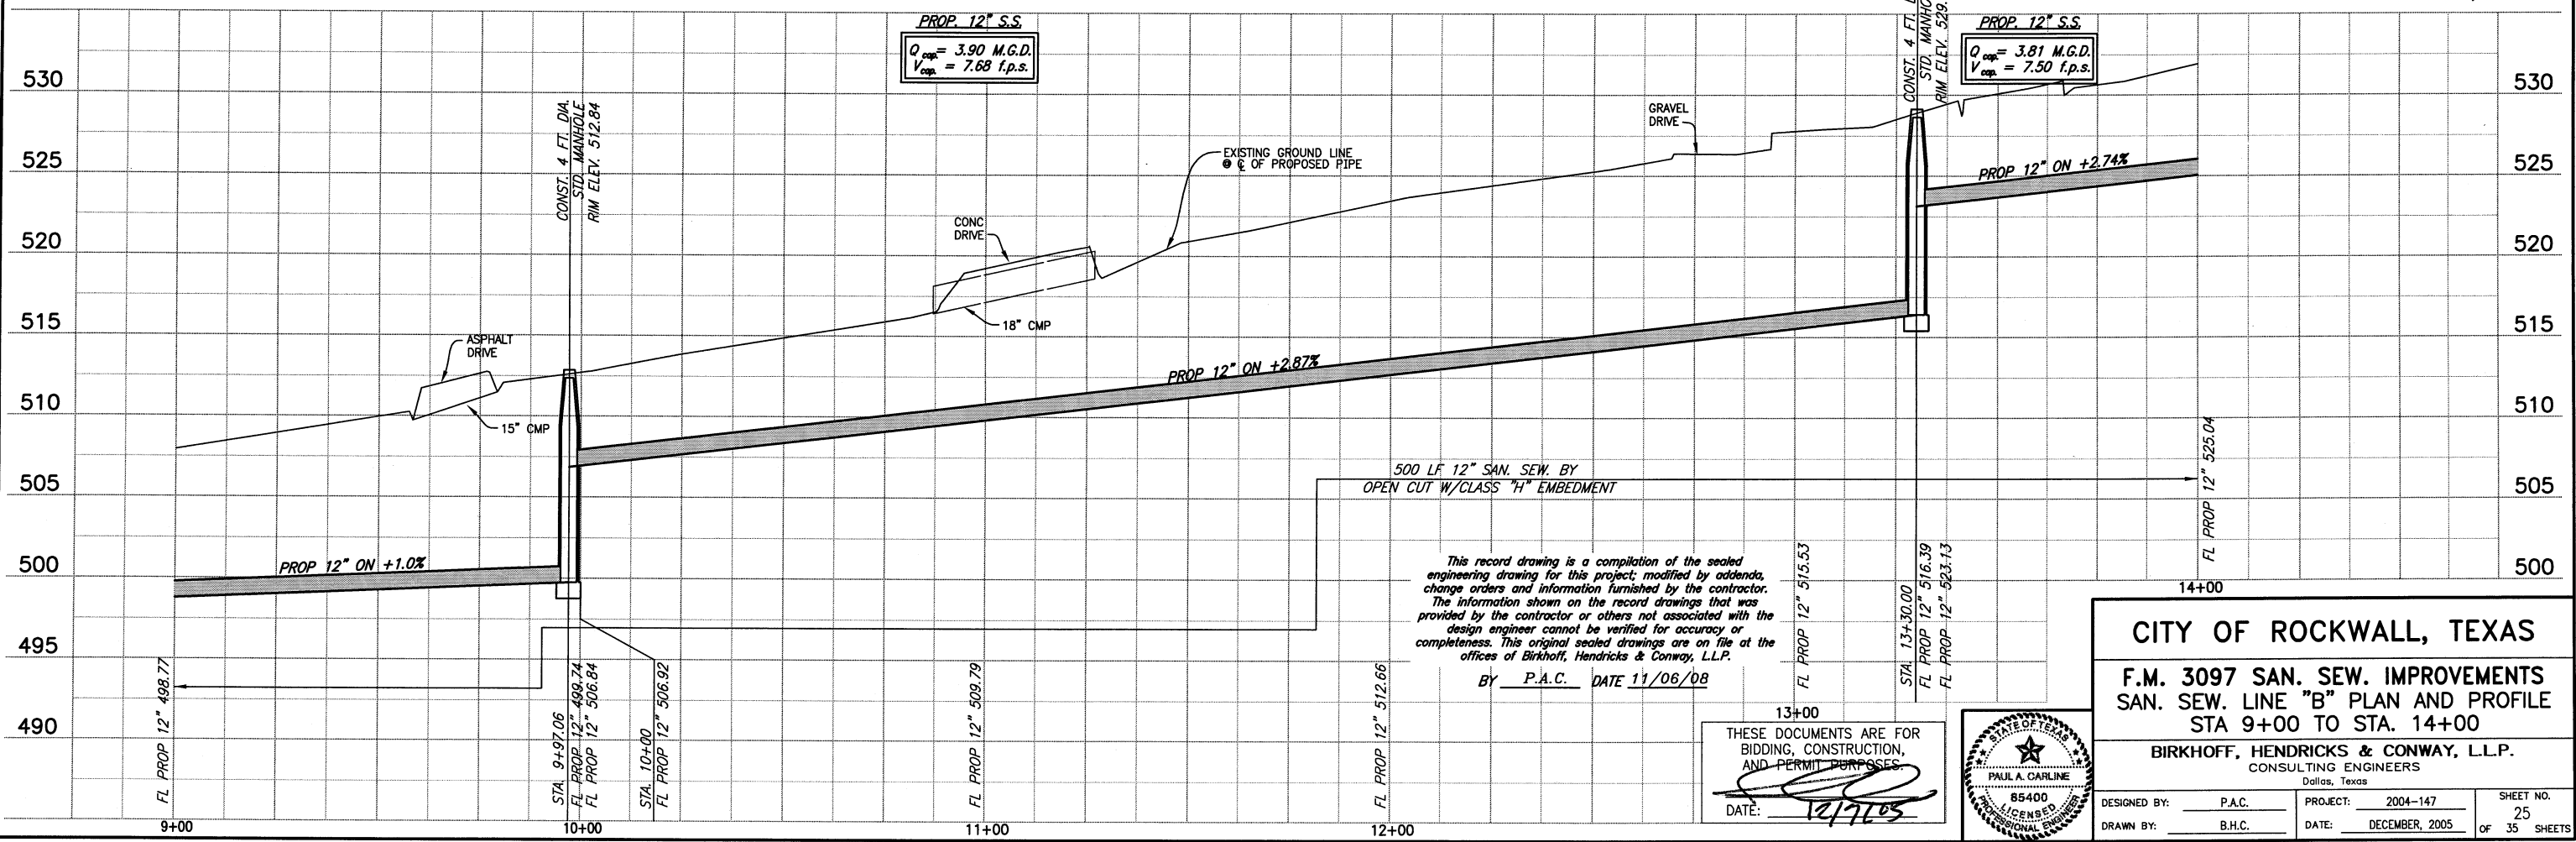 PROP. 12" S.S.
Q cap. = 3.90 M.G.D.
V cap. = 7.68 f.p.s.
PROP. 12" S.S.
Q cap. = 3.81 M.G.D.
V cap. = 7.50 f.p.s.
530
525
520
515
510
505
500
495
490
530
525
520
515
510
505
500
CONST. 4 FT. DIA.
STD. MANHOLE
RIM ELEV. 512.84
CONST. 4 FT.
STD. MANHO
RIM ELEV. 529.
ASPHALT
DRIVE
15" CMP
CONC
DRIVE
18" CMP
EXISTING GROUND LINE
@ ℄ OF PROPOSED PIPE
GRAVEL
DRIVE
PROP 12" ON +1.0%
PROP 12" ON +2.87%
PROP 12" ON +2.74%
500 LF 12" SAN. SEW. BY
OPEN CUT W/CLASS "H" EMBEDMENT
FL PROP 12" 498.77
STA. 9+97.06
FL PROP 12" 499.74
FL PROP 12" 506.84
STA. 10+00
FL PROP 12" 506.92
FL PROP 12" 509.79
FL PROP 12" 512.66
FL PROP 12" 515.53
STA. 13+30.00
FL PROP 12" 516.39
FL PROP 12" 523.13
FL PROP 12" 525.04
9+00
10+00
11+00
12+00
13+00
14+00
This record drawing is a compilation of the sealed
engineering drawing for this project; modified by addenda,
change orders and information furnished by the contractor.
The information shown on the record drawings that was
provided by the contractor or others not associated with the
design engineer cannot be verified for accuracy or
completeness. This original sealed drawings are on file at the
offices of Birkhoff, Hendricks & Conway, L.L.P.
BY P.A.C. DATE 11/06/08
THESE DOCUMENTS ARE FOR
BIDDING, CONSTRUCTION,
AND PERMIT PURPOSES.
DATE: 12/7/05
STATE OF TEXAS
PAUL A. CARLINE
85400
LICENSED
PROFESSIONAL ENGINEER
CITY OF ROCKWALL, TEXAS
F.M. 3097 SAN. SEW. IMPROVEMENTS
SAN. SEW. LINE "B" PLAN AND PROFILE
STA 9+00 TO STA. 14+00
BIRKHOFF, HENDRICKS & CONWAY, L.L.P.
CONSULTING ENGINEERS
Dallas, Texas
DESIGNED BY: P.A.C.
DRAWN BY: B.H.C.
PROJECT: 2004-147
DATE: DECEMBER, 2005
SHEET NO.
25
OF 35 SHEETS